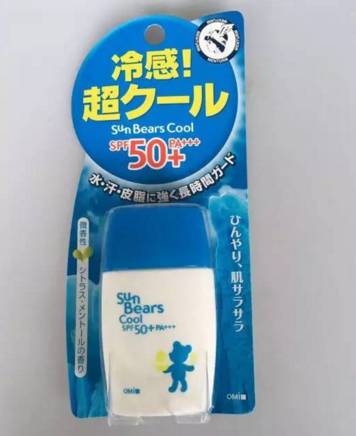 冷感!
超クール
Sun Bears Cool
SPF50+ PA+++
水・汗・皮脂に強く長時間ガード
微香性
シトラス・メントールの香り
ひんやり、肌サラサラ
Sun
Bears
Cool
SPF50+ PA+++
OMI
OMI